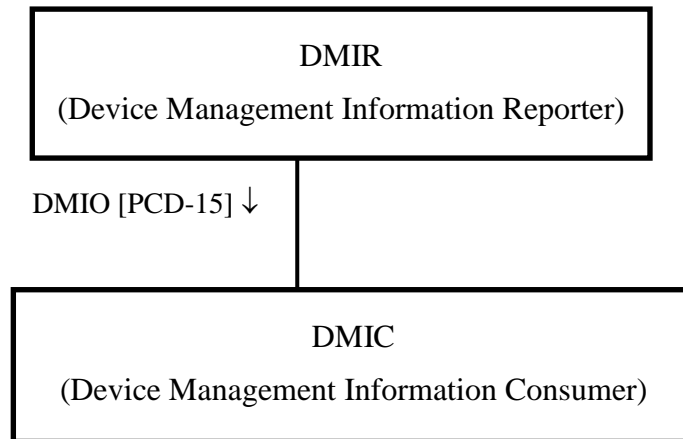 DMIR
(Device Management Information Reporter)
DMIO [PCD-15] ↓
DMIC
(Device Management Information Consumer)